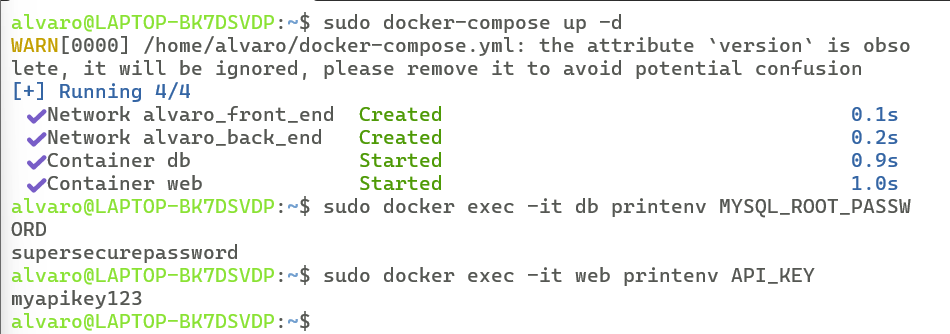 alvaro@LAPTOP-BK7DSVDP:~$ sudo docker-compose up -d
WARN[0000] /home/alvaro/docker-compose.yml: the attribute `version` is obso
lete, it will be ignored, please remove it to avoid potential confusion
[+] Running 4/4
✔Network alvaro_front_end  Created  0.1s
✔Network alvaro_back_end  Created  0.2s
✔Container db  Started  0.9s
✔Container web  Started  1.0s
alvaro@LAPTOP-BK7DSVDP:~$ sudo docker exec -it db printenv MYSQL_ROOT_PASSW
ORD
supersecurepassword
alvaro@LAPTOP-BK7DSVDP:~$ sudo docker exec -it web printenv API_KEY
myapikey123
alvaro@LAPTOP-BK7DSVDP:~$